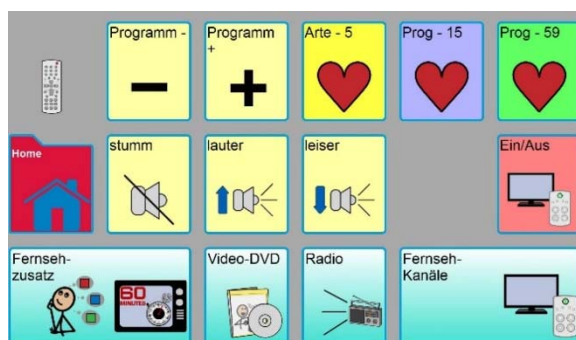 Programm -
Programm
+
Arte - 5
Prog - 15
Prog - 59
Home
stumm
lauter
leiser
Ein/Aus
Fernseh-
zusatz
60
MINUTES
Video-DVD
Radio
Fernseh-
Kanäle